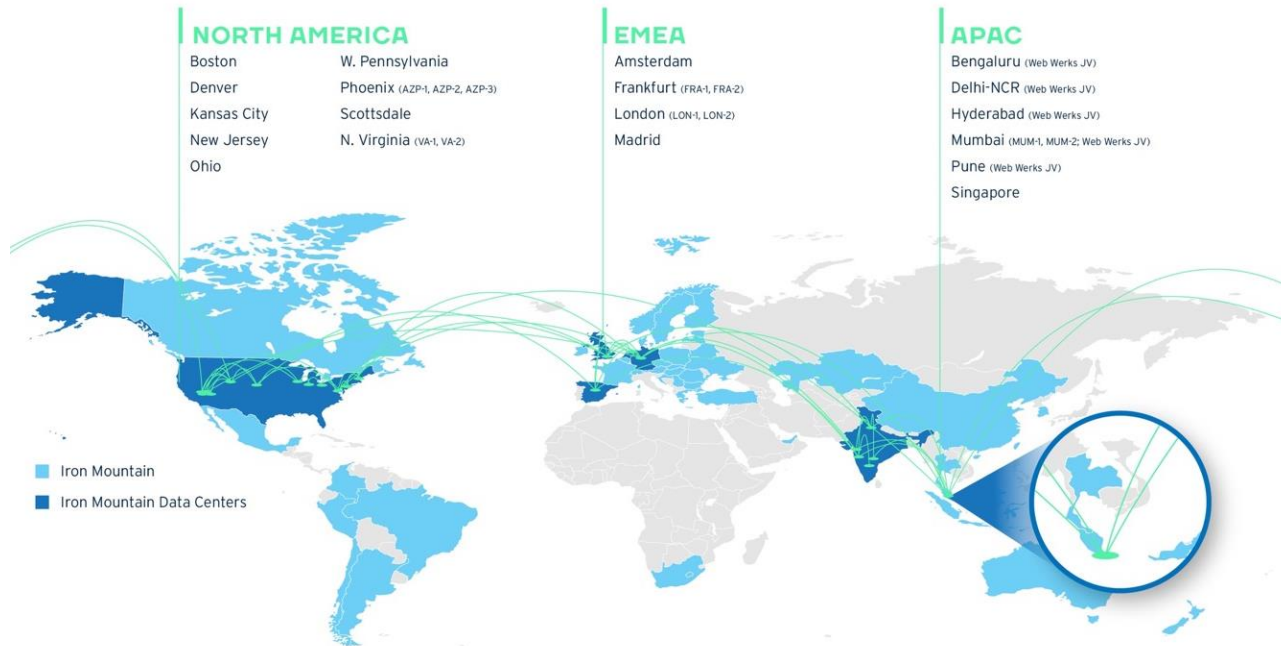 NORTH AMERICA
Boston
Denver
Kansas City
New Jersey
Ohio
W. Pennsylvania
Phoenix (AZP-1, AZP-2, AZP-3)
Scottsdale
N. Virginia (VA-1, VA-2)
EMEA
Amsterdam
Frankfurt (FRA-1, FRA-2)
London (LON-1, LON-2)
Madrid
APAC
Bengaluru (Web Werks JV)
Delhi-NCR (Web Werks JV)
Hyderabad (Web Werks JV)
Mumbai (MUM-1, MUM-2; Web Werks JV)
Pune (Web Werks JV)
Singapore
Iron Mountain
Iron Mountain Data Centers